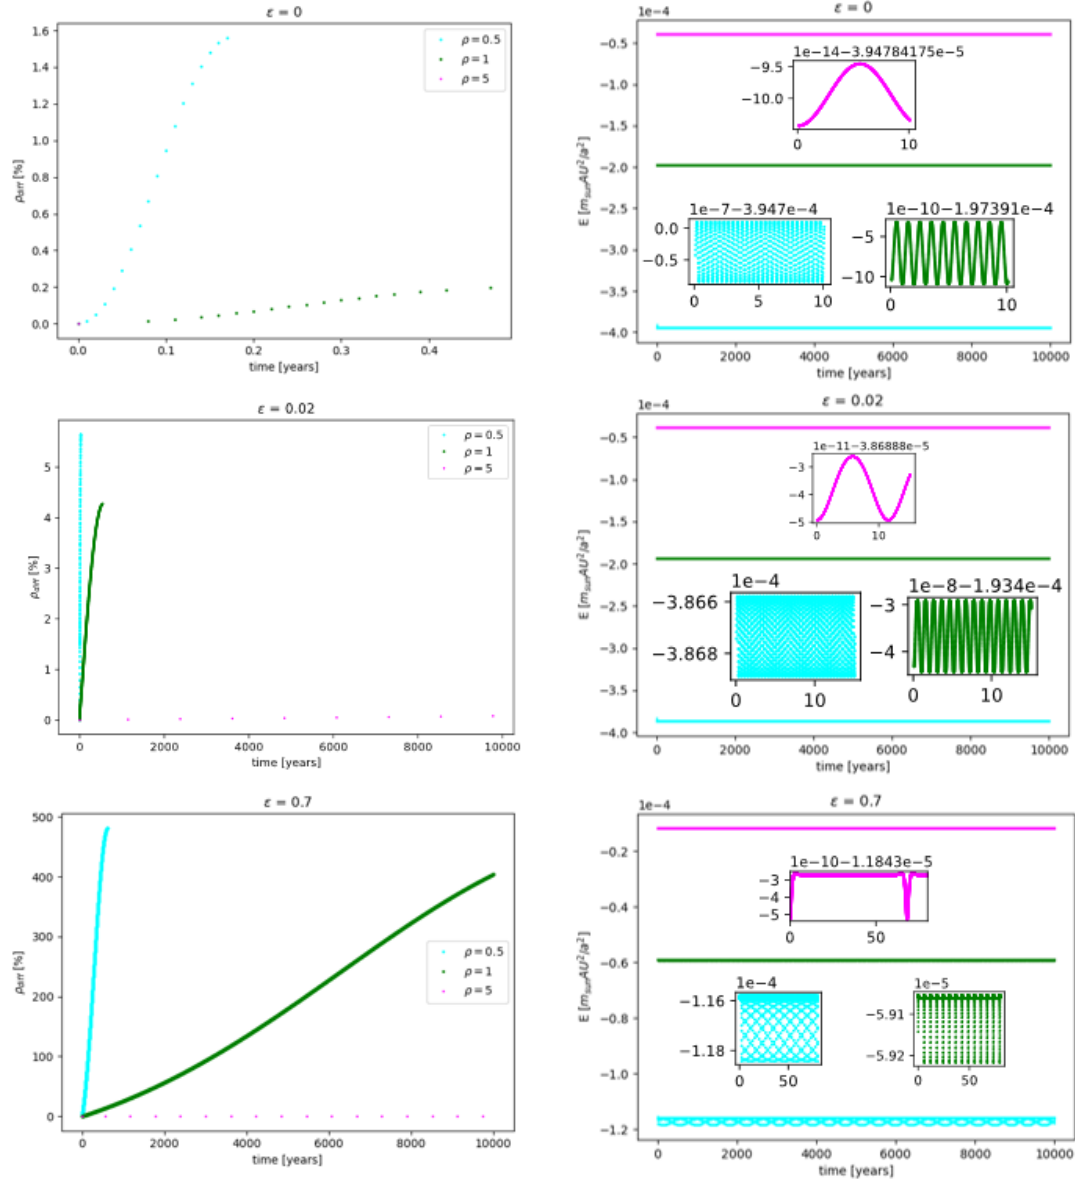 ε = 0
1.6
1.4
1.2
1.0
0.8
0.6
0.4
0.2
0.0
ρdiff [%]
0.0 0.1 0.2 0.3 0.4
time [years]
ρ = 0.5
ρ = 1
ρ = 5
ε = 0
1e−4
−0.5
−1.0
−1.5
−2.0
−2.5
−3.0
−3.5
−4.0
E [m_sun AU^2/a^2]
1e−14−3.94784175e−5
−9.5
−10.0
0 10
1e−7−3.947e−4
0.0
−0.5
0 5 10
1e−10−1.97391e−4
−5
−10
0 10
0 2000 4000 6000 8000 10000
time [years]
ε = 0.02
5
4
3
2
1
0
ρdiff [%]
0 2000 4000 6000 8000 10000
time [years]
ρ = 0.5
ρ = 1
ρ = 5
ε = 0.02
1e−4
−0.5
−1.0
−1.5
−2.0
−2.5
−3.0
−3.5
−4.0
E [m_sun AU^2/a^2]
1e−11−3.86888e−5
−3
−4
−5
0 10
1e−4
−3.866
−3.868
0 10
1e−8−1.934e−4
−3
−4
0 10
0 2000 4000 6000 8000 10000
time [years]
ε = 0.7
500
400
300
200
100
0
ρdiff [%]
0 2000 4000 6000 8000 10000
time [years]
ρ = 0.5
ρ = 1
ρ = 5
ε = 0.7
1e−4
−0.2
−0.4
−0.6
−0.8
−1.0
−1.2
E [m_sun AU^2/a^2]
1e−10−1.1843e−5
−3
−4
−5
0 50
1e−4
−1.16
−1.18
0 50
1e−5
−5.91
−5.92
0 50
0 2000 4000 6000 8000 10000
time [years]